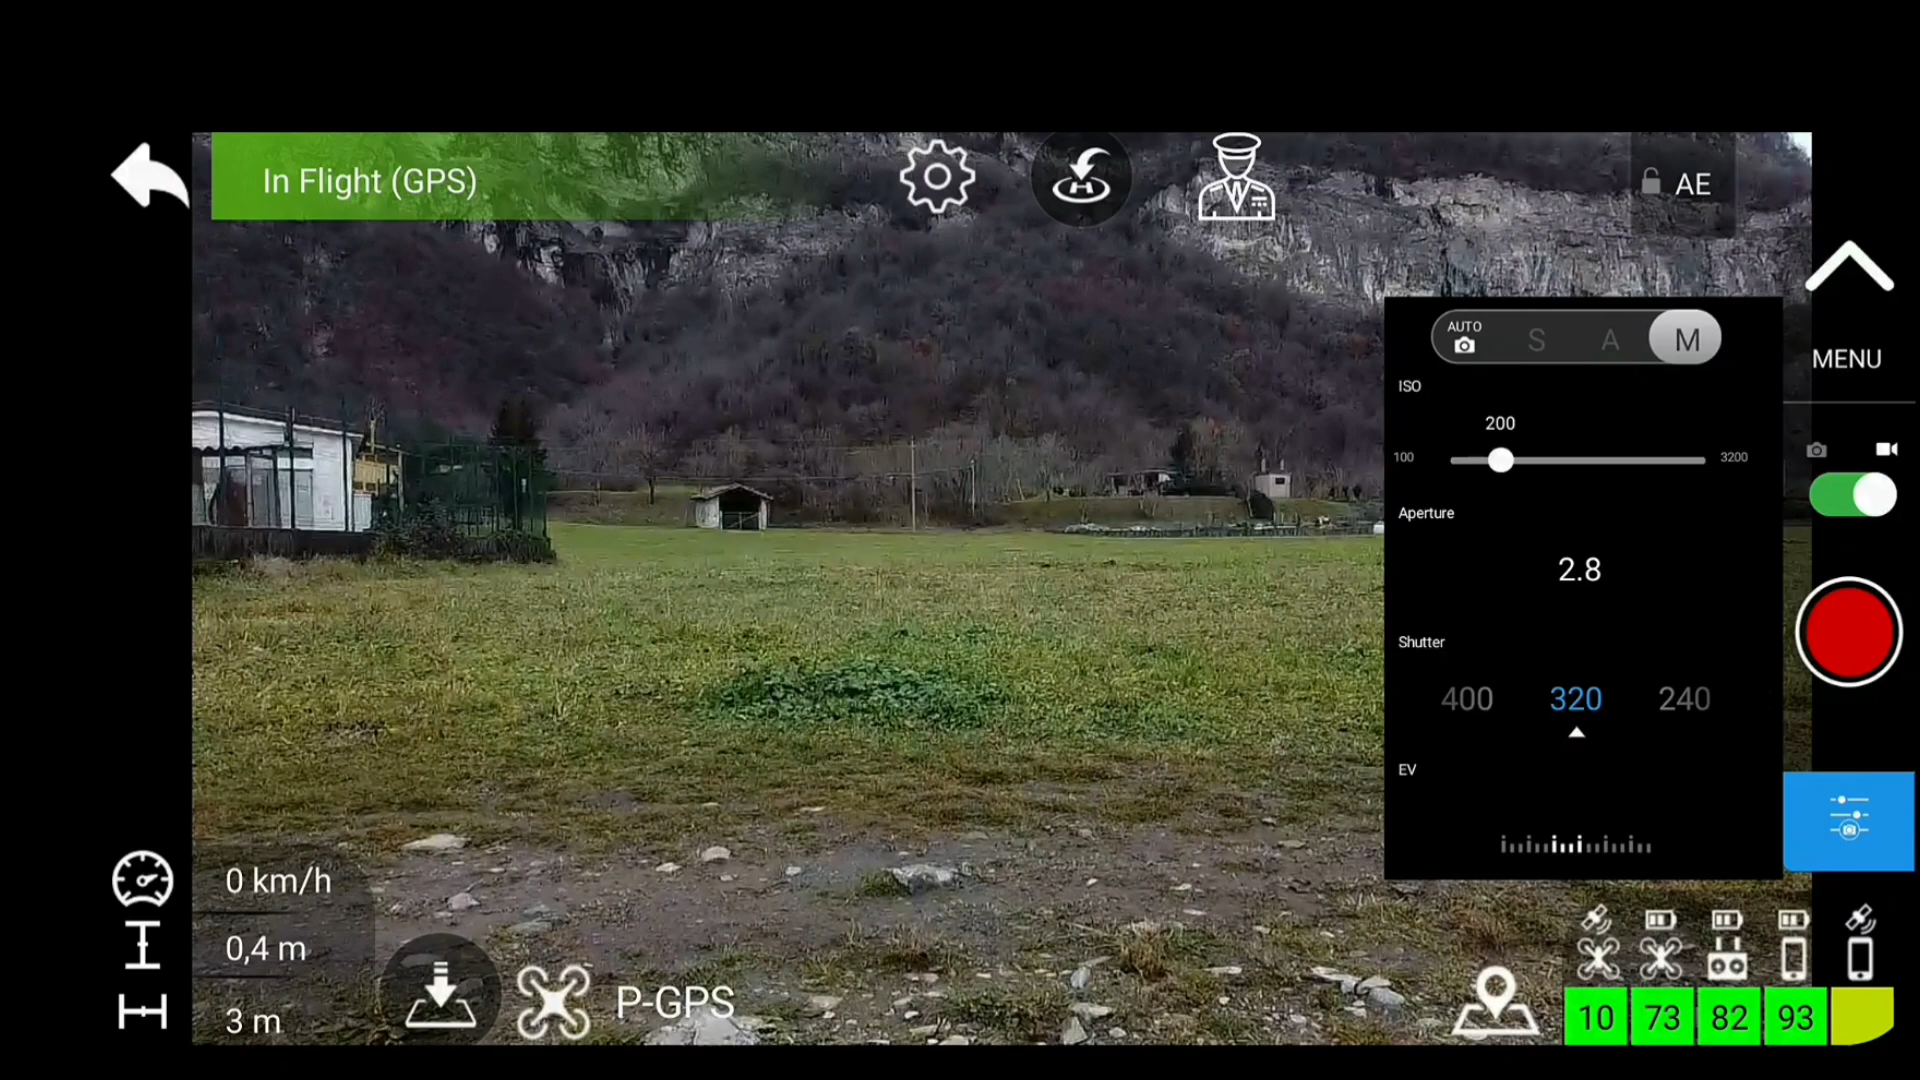 In Flight (GPS)
AE
AUTO
S A M
MENU
ISO
200
100
3200
Aperture
2.8
Shutter
400 320 240
EV
0 km/h
0,4 m
3 m
P-GPS
10 73 82 93